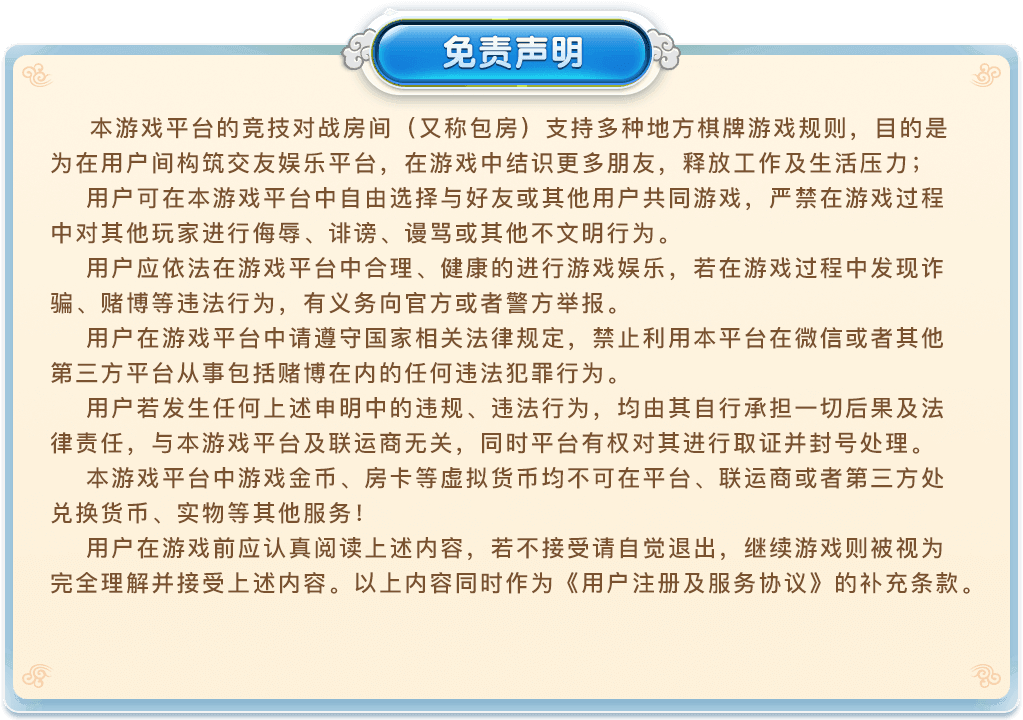 免责声明
本游戏平台的竞技对战房间（又称包房）支持多种地方棋牌游戏规则，目的是
为在用户间构筑交友娱乐平台，在游戏中结识更多朋友，释放工作及生活压力；
用户可在本游戏平台中自由选择与好友或其他用户共同游戏，严禁在游戏过程
中对其他玩家进行侮辱、诽谤、谩骂或其他不文明行为。
用户应依法在游戏平台中合理、健康的进行游戏娱乐，若在游戏过程中发现诈
骗、赌博等违法行为，有义务向官方或者警方举报。
用户在游戏平台中请遵守国家相关法律规定，禁止利用本平台在微信或者其他
第三方平台从事包括赌博在内的任何违法犯罪行为。
用户若发生任何上述申明中的违规、违法行为，均由其自行承担一切后果及法
律责任，与本游戏平台及联运商无关，同时平台有权对其进行取证并封号处理。
本游戏平台中游戏金币、房卡等虚拟货币均不可在平台、联运商或者第三方处
兑换货币、实物等其他服务！
用户在游戏前应认真阅读上述内容，若不接受请自觉退出，继续游戏则被视为
完全理解并接受上述内容。以上内容同时作为《用户注册及服务协议》的补充条款。